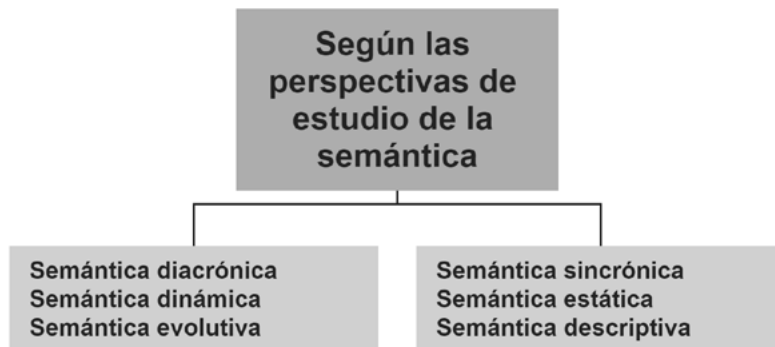 Según las
perspectivas de
estudio de la
semántica
Semántica diacrónica
Semántica dinámica
Semántica evolutiva
Semántica sincrónica
Semántica estática
Semántica descriptiva